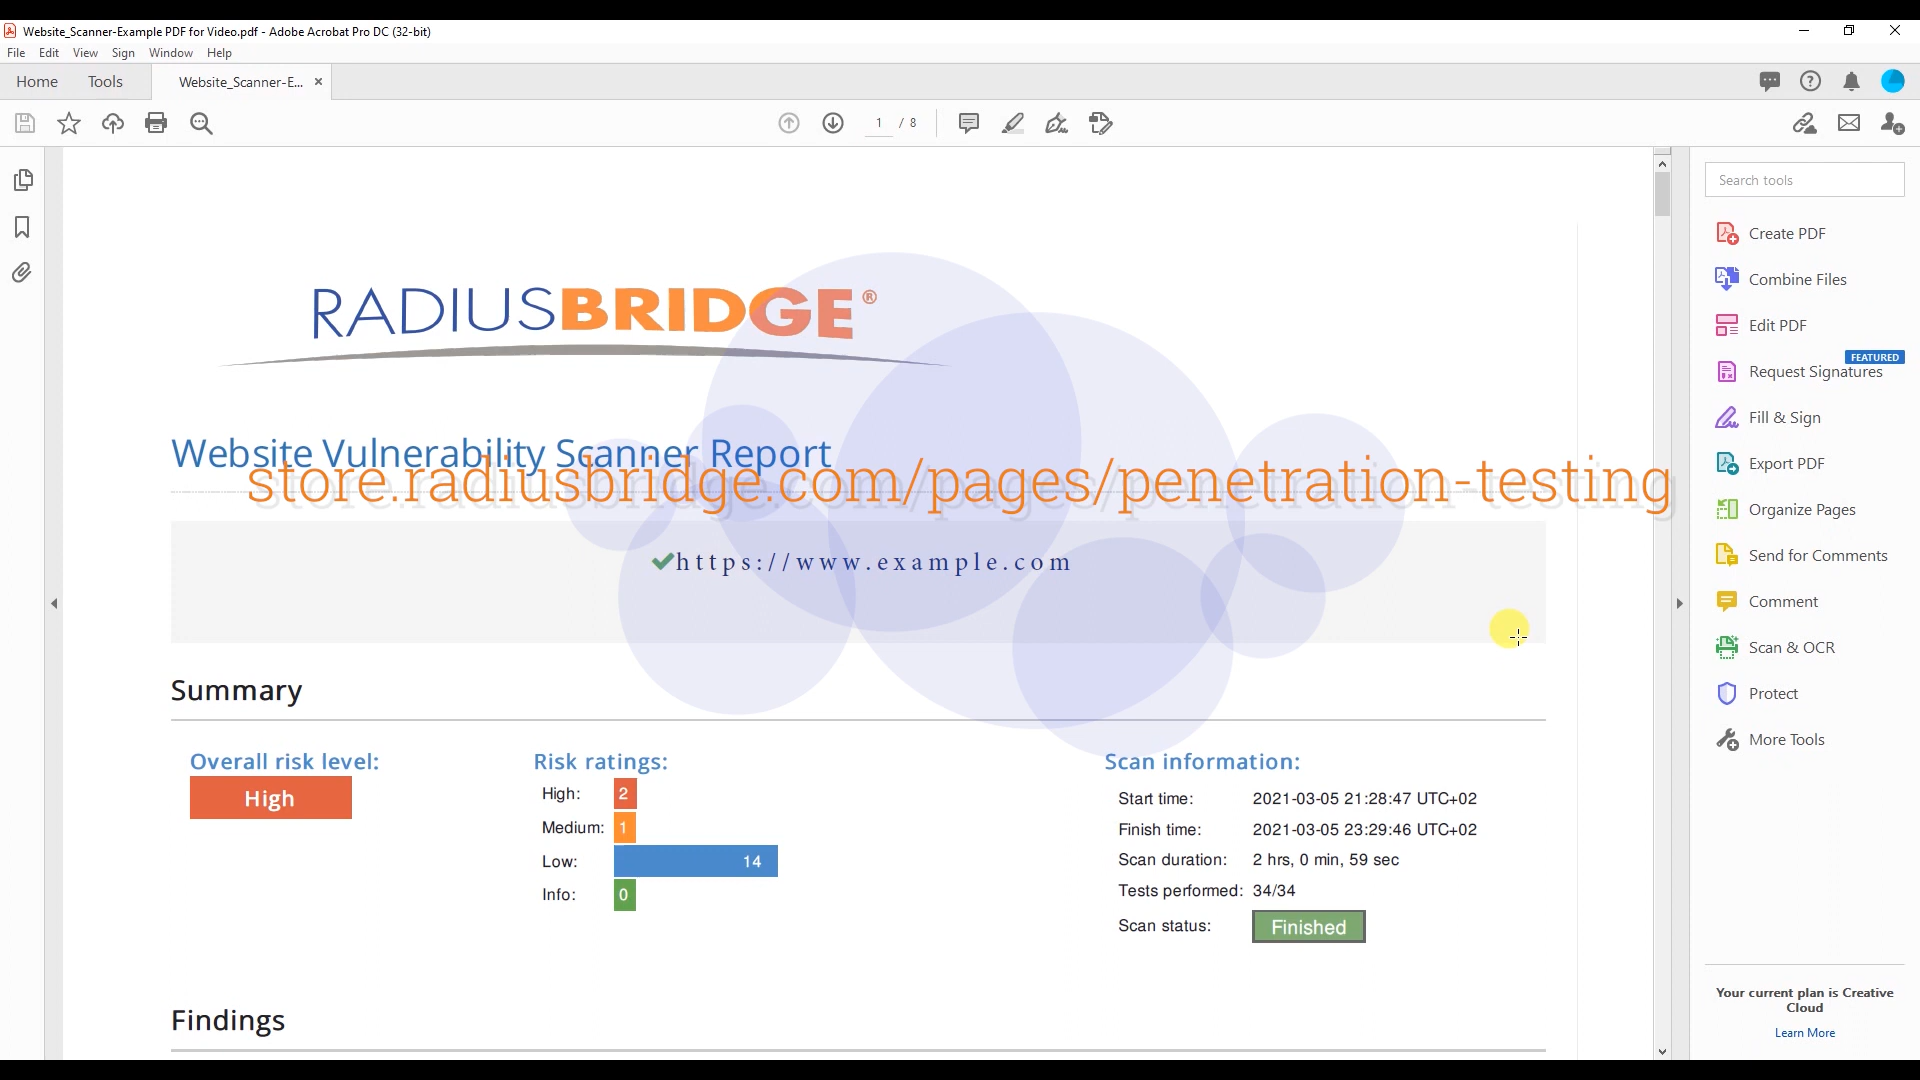 Website_Scanner-Example PDF for Video.pdf - Adobe Acrobat Pro DC (32-bit)
File Edit View Sign Window Help
Home Tools Website_Scanner-E... ×
1 / 8
Search tools
Create PDF
Combine Files
Edit PDF
FEATURED
Request Signatures
Fill & Sign
Export PDF
Organize Pages
Send for Comments
Comment
Scan & OCR
Protect
More Tools
Your current plan is Creative
Cloud
Learn More
RADIUSBRIDGE®
Website Vulnerability Scanner Report
store.radiusbridge.com/pages/penetration-testing
https://www.example.com
Summary
Overall risk level:
High
Risk ratings:
High: 2
Medium: 1
Low: 14
Info: 0
Scan information:
Start time: 2021-03-05 21:28:47 UTC+02
Finish time: 2021-03-05 23:29:46 UTC+02
Scan duration: 2 hrs, 0 min, 59 sec
Tests performed: 34/34
Scan status: Finished
Findings